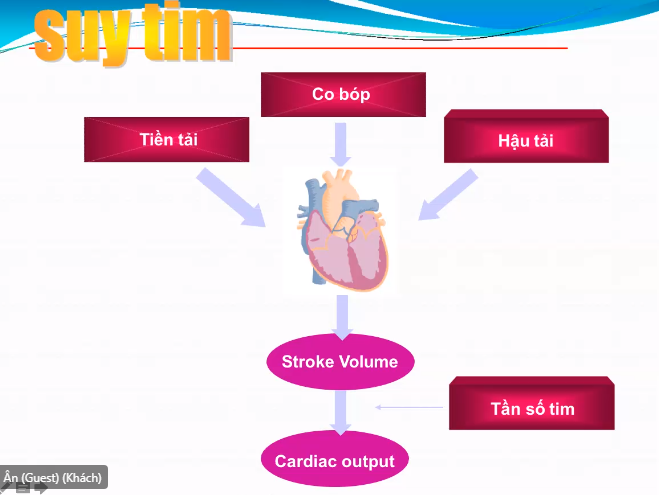 suy tim
Co bóp
Tiền tải
Hậu tải
Stroke Volume
Tần số tim
Cardiac output
Ân (Guest) (Khách)